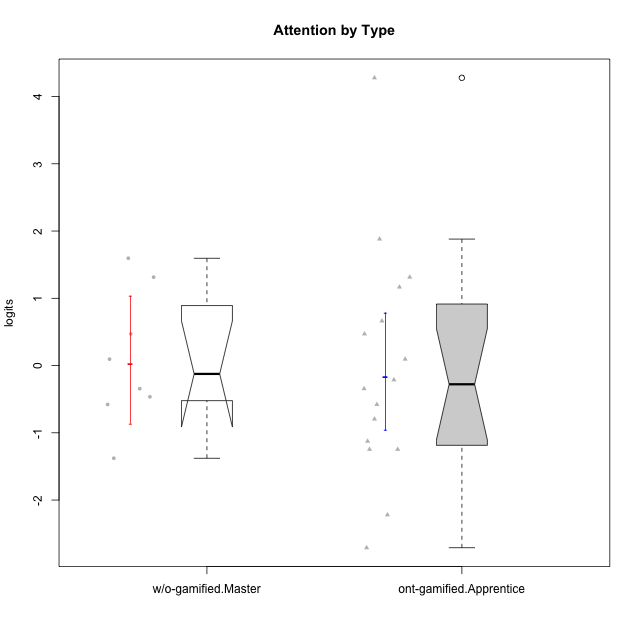 Attention by Type
logits
4
3
2
1
0
-1
-2
w/o-gamified.Master
ont-gamified.Apprentice